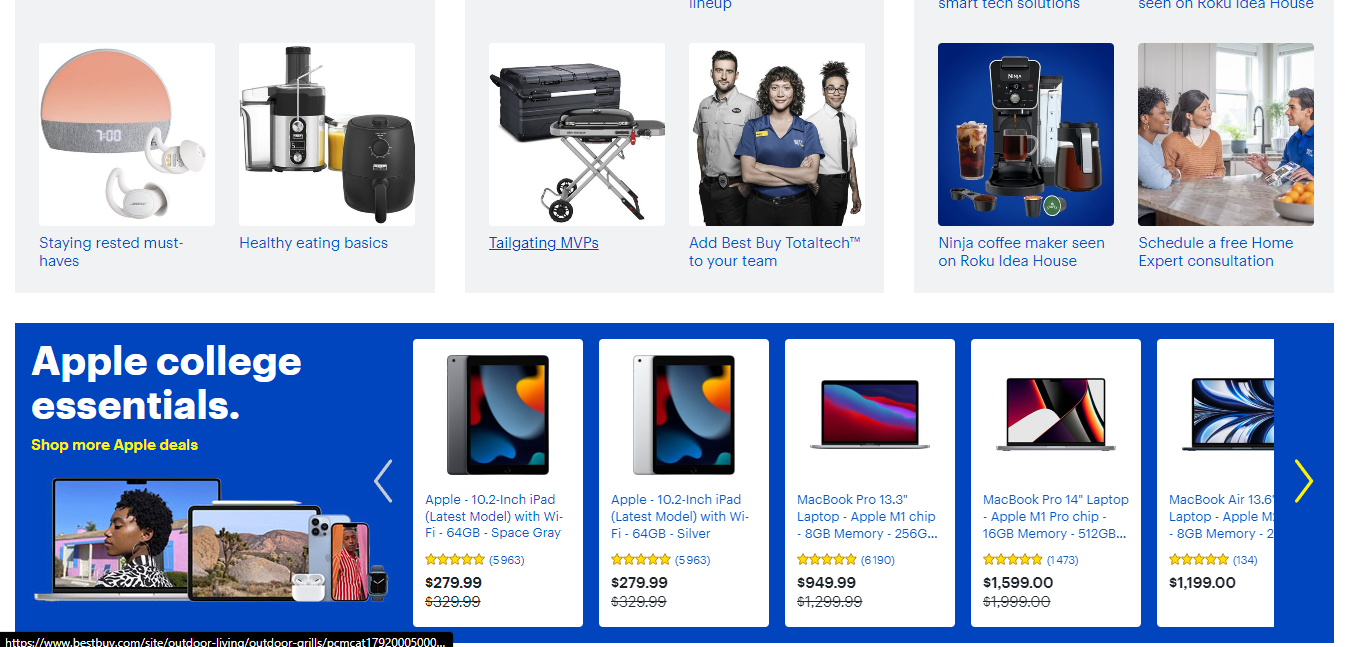 lineup
smart tech solutions
seen on Roku Idea House
7:00
NINJA
Staying rested must-
haves
Healthy eating basics
Tailgating MVPs
Add Best Buy Totaltech™
to your team
Ninja coffee maker seen
on Roku Idea House
Schedule a free Home
Expert consultation
Apple college
essentials.
Shop more Apple deals
Apple - 10.2-Inch iPad
(Latest Model) with Wi-
Fi - 64GB - Space Gray
(5963)
$279.99
$329.99
Apple - 10.2-Inch iPad
(Latest Model) with Wi-
Fi - 64GB - Silver
(5963)
$279.99
$329.99
MacBook Pro 13.3"
Laptop - Apple M1 chip
- 8GB Memory - 256G...
(6190)
$949.99
$1,299.99
MacBook Pro 14" Laptop
- Apple M1 Pro chip -
16GB Memory - 512GB...
(1473)
$1,599.00
$1,999.00
MacBook Air 13.6"
Laptop - Apple M2
- 8GB Memory - 2
(134)
$1,199.00
https://www.bestbuy.com/site/outdoor-living/outdoor-grills/pcmcat17920005000...